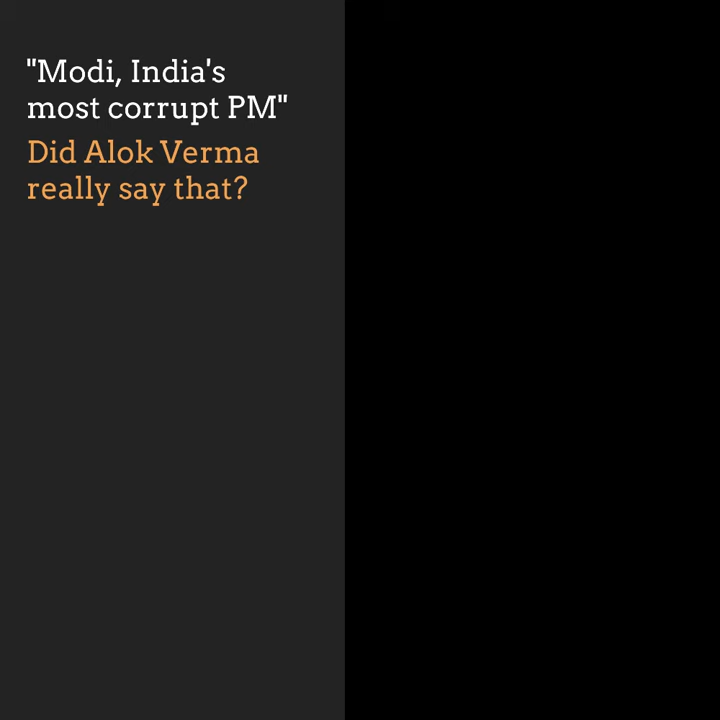 "Modi, India's
most corrupt PM"
Did Alok Verma
really say that?